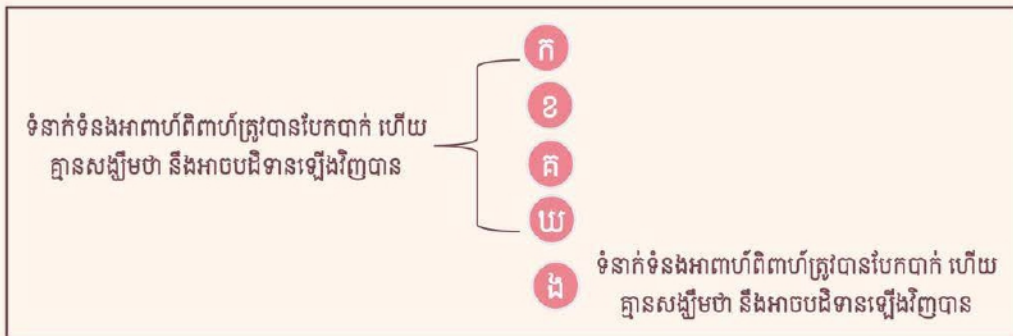 ក
ខ
ទំនាក់ទំនងអាពាហ៍ពិពាហ៍ត្រូវបានបែកបាក់ ហើយ
គ្មានសង្ឃឹមថា នឹងអាចបដិទានឡើងវិញបាន
គ
ឃ
ង
ទំនាក់ទំនងអាពាហ៍ពិពាហ៍ត្រូវបានបែកបាក់ ហើយ
គ្មានសង្ឃឹមថា នឹងអាចបដិទានឡើងវិញបាន